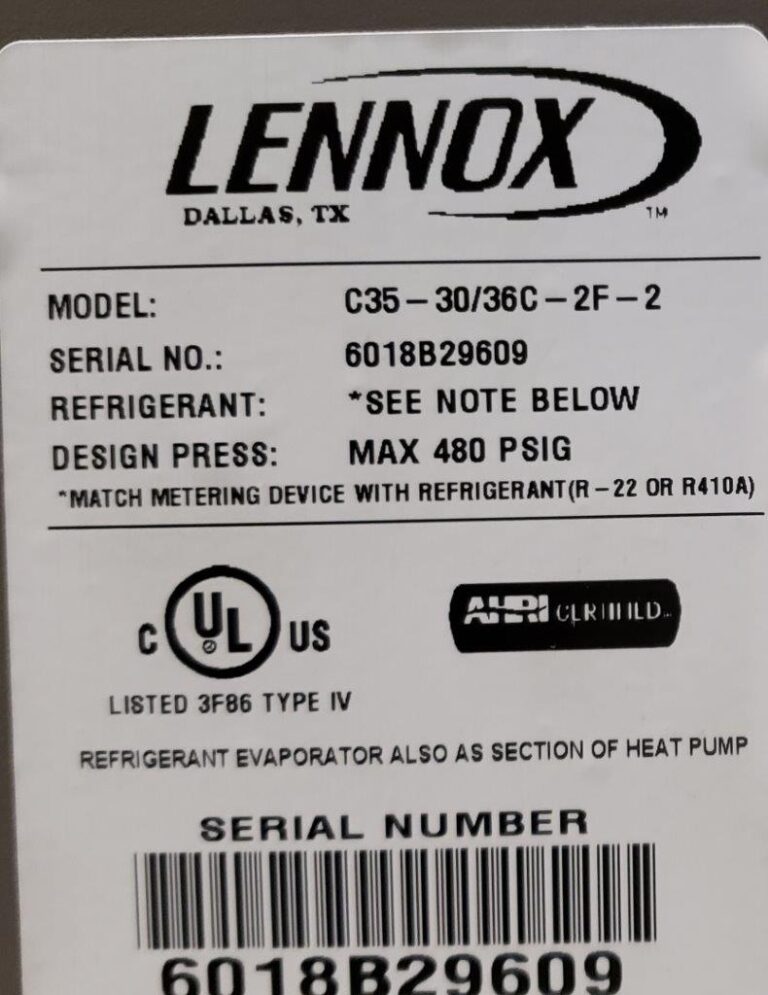 LENNOX
DALLAS, TX ™
MODEL: C35-30/36C-2F-2
SERIAL NO.: 6018B29609
REFRIGERANT: *SEE NOTE BELOW
DESIGN PRESS: MAX 480 PSIG
*MATCH METERING DEVICE WITH REFRIGERANT(R-22 OR R410A)
C UL US
AHRI CERTIFIED™
LISTED 3F86 TYPE IV
REFRIGERANT EVAPORATOR ALSO AS SECTION OF HEAT PUMP
SERIAL NUMBER
6018B29609